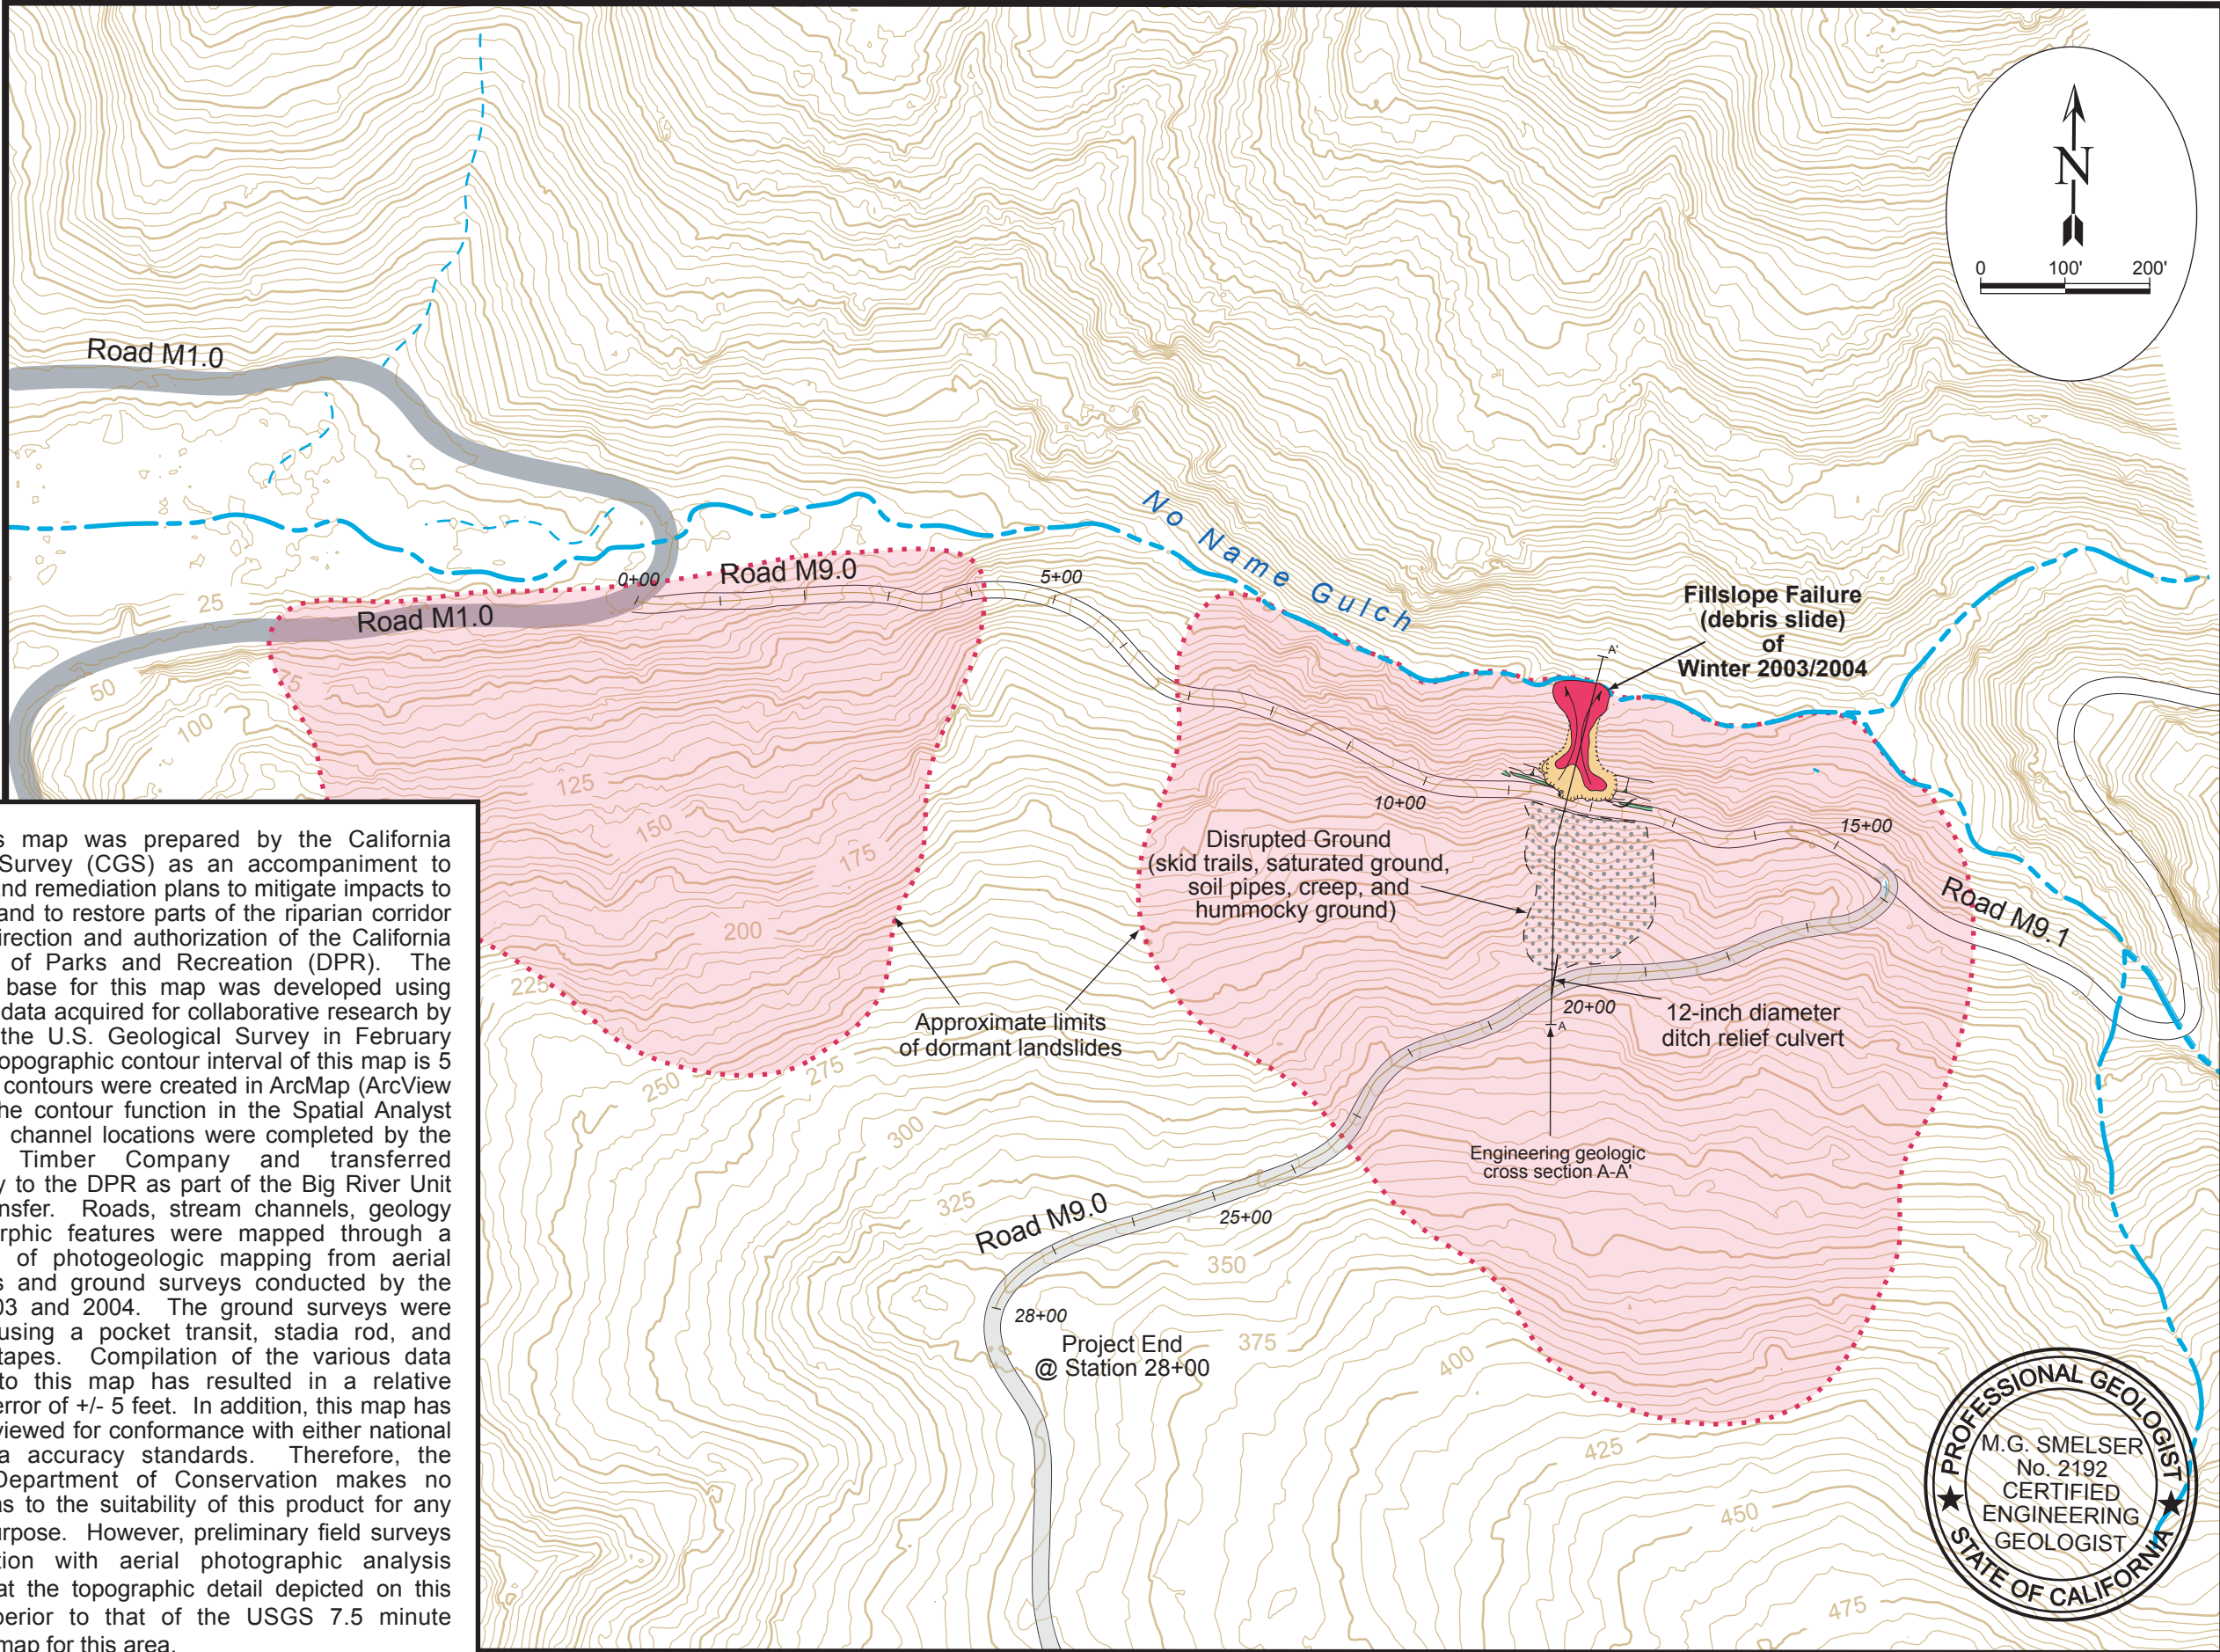 N
0 100' 200'
Road M1.0
No Name Gulch
0+00
Road M9.0
5+00
25
Road M1.0
Fillslope Failure
(debris slide)
of
Winter 2003/2004
A'
50
75
100
125
150
175
10+00
15+00
Disrupted Ground
(skid trails, saturated ground,
soil pipes, creep, and
hummocky ground)
Road M9.1
200
225
20+00
12-inch diameter
ditch relief culvert
A
Approximate limits
of dormant landslides
250
275
300
Engineering geologic
cross section A-A'
325
Road M9.0
25+00
350
28+00
Project End
@ Station 28+00
375
400
425
450
475
map was prepared by the California
Survey (CGS) as an accompaniment to
and remediation plans to mitigate impacts to
and to restore parts of the riparian corridor
direction and authorization of the California
of Parks and Recreation (DPR). The
base for this map was developed using
data acquired for collaborative research by
the U.S. Geological Survey in February
topographic contour interval of this map is 5
contours were created in ArcMap (ArcView
the contour function in the Spatial Analyst
channel locations were completed by the
Timber Company and transferred
to the DPR as part of the Big River Unit
Roads, stream channels, geology
features were mapped through a
of photogeologic mapping from aerial
and ground surveys conducted by the
and 2004. The ground surveys were
using a pocket transit, stadia rod, and
tapes. Compilation of the various data
to this map has resulted in a relative
error of +/- 5 feet. In addition, this map has
viewed for conformance with either national
accuracy standards. Therefore, the
Department of Conservation makes no
as to the suitability of this product for any
However, preliminary field surveys
with aerial photographic analysis
at the topographic detail depicted on this
to that of the USGS 7.5 minute
map for this area.
PROFESSIONAL GEOLOGIST
M.G. SMELSER
No. 2192
CERTIFIED
ENGINEERING
GEOLOGIST
STATE OF CALIFORNIA